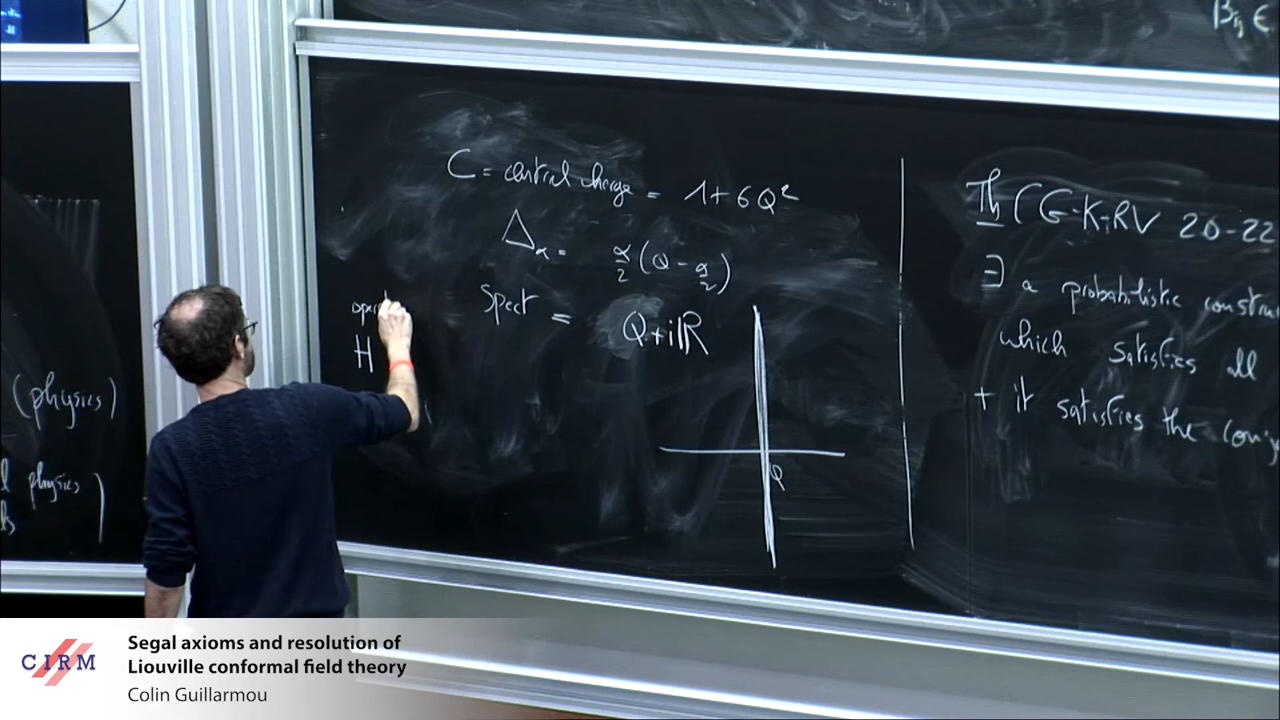 C = central charge = 1 + 6Q²
Δ_α = α/2 (Q - α/2)
Spect = Q + iℝ
Q
H
(physics)
physics
Th (G-K-RV 20-22
∃ a probabilistic constru
which satisfies all
+ it satisfies the conj
CIRM
Segal axioms and resolution of
Liouville conformal field theory
Colin Guillarmou